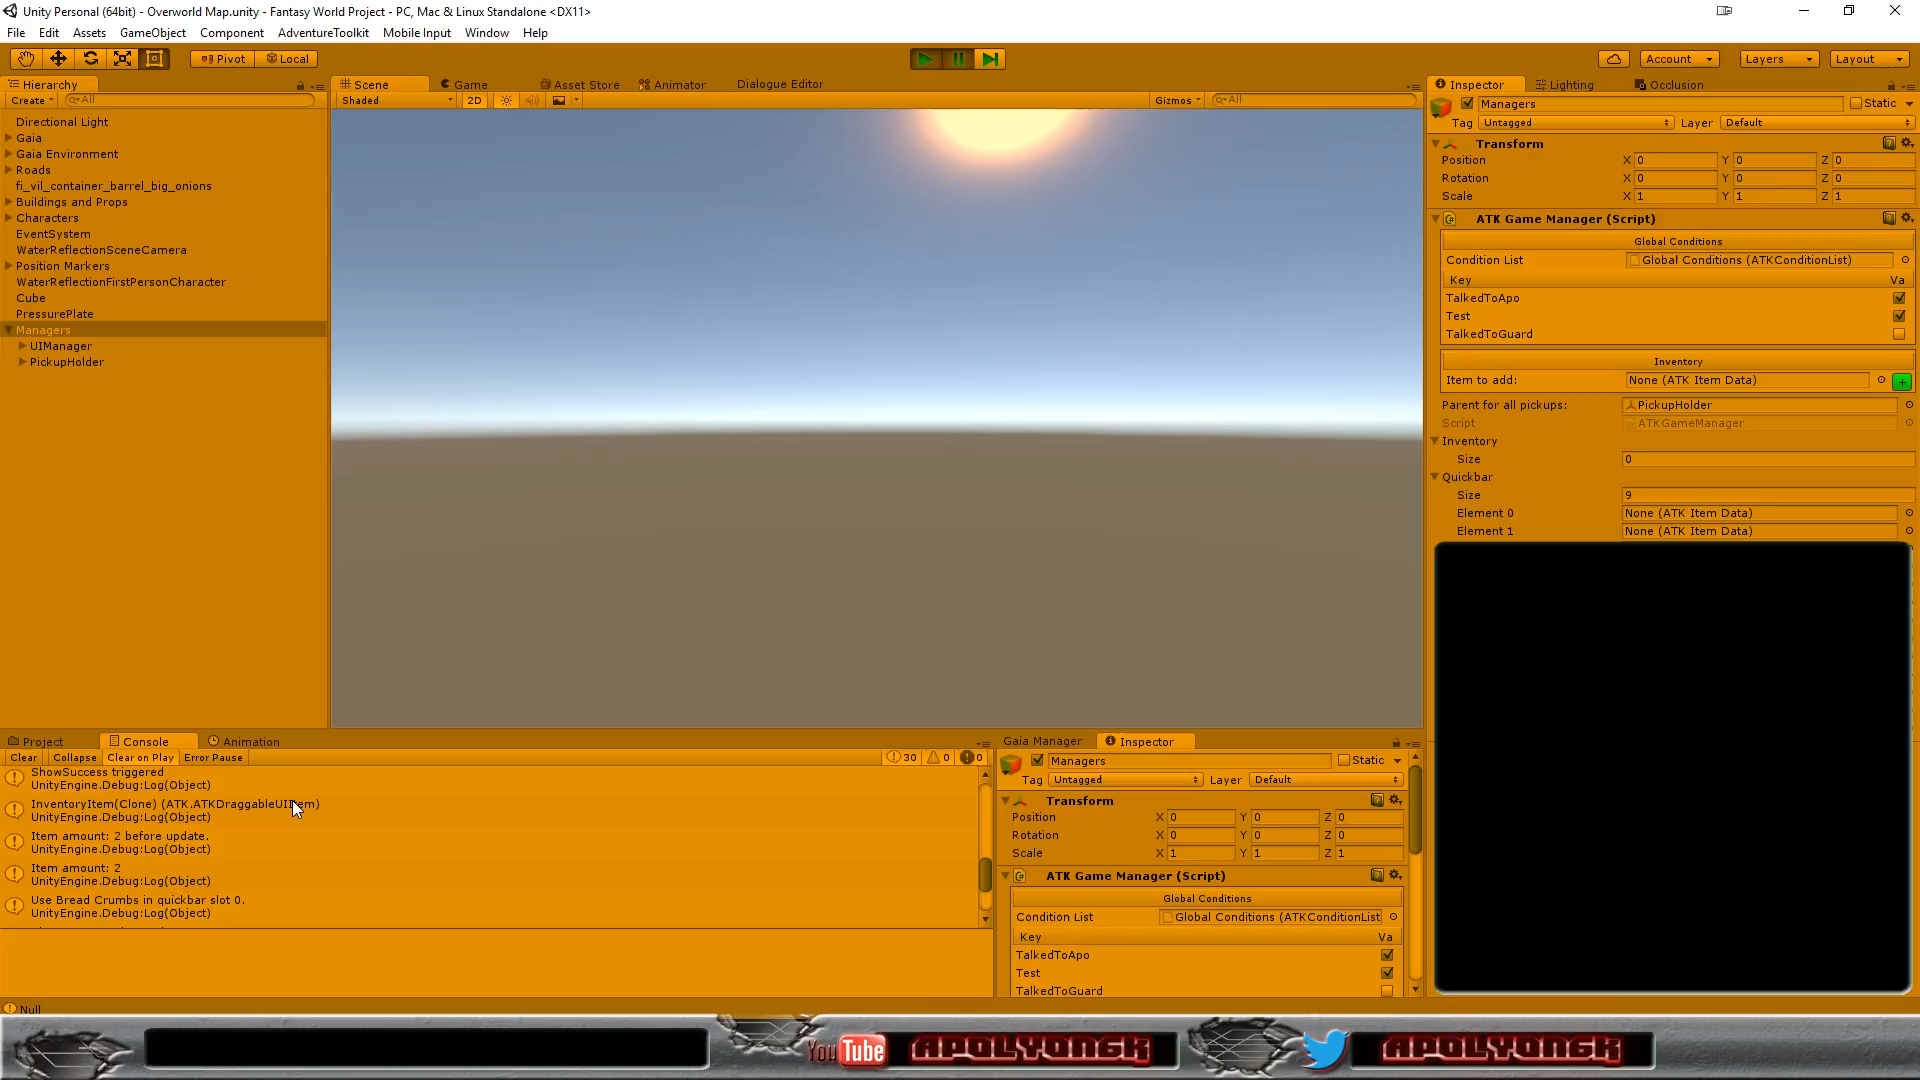 Unity Personal (64bit) - Overworld Map.unity - Fantasy World Project - PC, Mac & Linux Standalone <DX11>
File Edit Assets GameObject Component AdventureToolkit Mobile Input Window Help
Pivot Local Account Layers Layout
Hierarchy
Create All
Directional Light
Gaia
Gaia Environment
Roads
fi_vil_container_barrel_big_onions
Buildings and Props
Characters
EventSystem
WaterReflectionSceneCamera
Position Markers
WaterReflectionFirstPersonCharacter
Cube
PressurePlate
Managers
UIManager
PickupHolder
Scene Game Asset Store Animator Dialogue Editor
Shaded 2D Gizmos All
Inspector Lighting Occlusion
Managers Static
Tag Untagged Layer Default
Transform
Position X 0 Y 0 Z 0
Rotation X 0 Y 0 Z 0
Scale X 1 Y 1 Z 1
ATK Game Manager (Script)
Global Conditions
Condition List Global Conditions (ATKConditionList)
Key Va
TalkedToApo
Test
TalkedToGuard
Inventory
Item to add: None (ATK Item Data)
Parent for all pickups: PickupHolder
Script ATKGameManager
Inventory
Size 0
Quickbar
Size 9
Element 0 None (ATK Item Data)
Element 1 None (ATK Item Data)
Project Console Animation
Clear Collapse Clear on Play Error Pause 30 0 0
ShowSuccess triggered
UnityEngine.Debug:Log(Object)
InventoryItem(Clone) (ATK.ATKDraggableUIItem)
UnityEngine.Debug:Log(Object)
Item amount: 2 before update.
UnityEngine.Debug:Log(Object)
Item amount: 2
UnityEngine.Debug:Log(Object)
Use Bread Crumbs in quickbar slot 0.
UnityEngine.Debug:Log(Object)
Null
Gaia Manager Inspector
Managers Static
Tag Untagged Layer Default
Transform
Position X 0 Y 0 Z 0
Rotation X 0 Y 0 Z 0
Scale X 1 Y 1 Z 1
ATK Game Manager (Script)
Global Conditions
Condition List Global Conditions (ATKConditionList
Key Va
TalkedToApo
Test
TalkedToGuard
YouTube APOLYONGK APOLYONGK